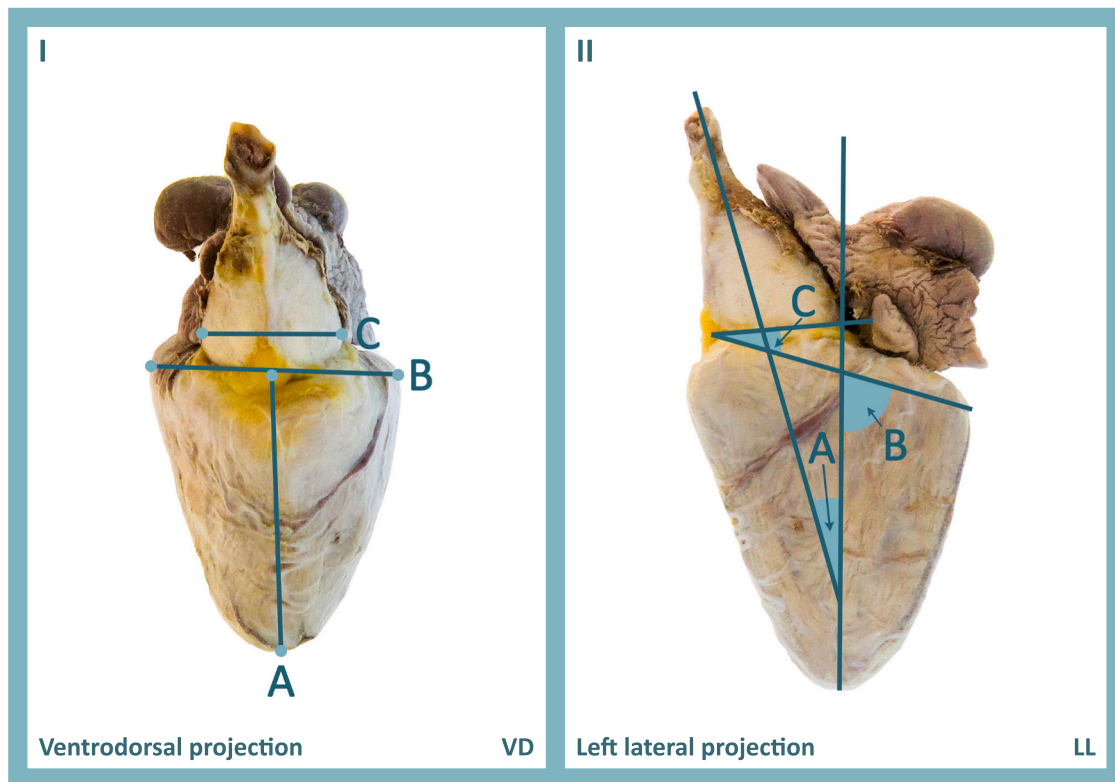 I
C
B
A
Ventrodorsal projection VD
II
C
A
B
Left lateral projection LL